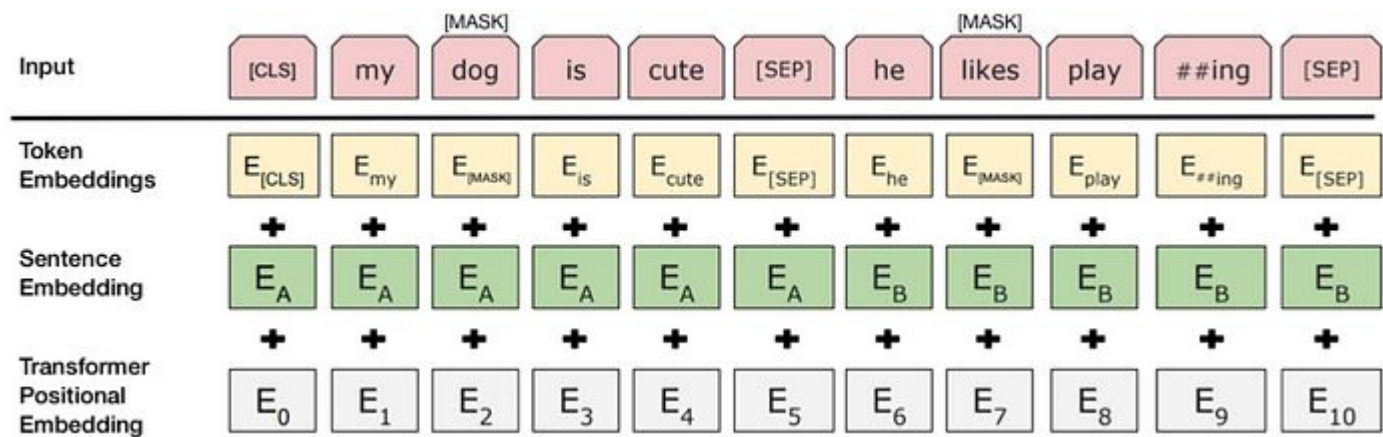 [MASK] [MASK]
Input [CLS] my dog is cute [SEP] he likes play ##ing [SEP]
Token
Embeddings E[CLS] Emy E[MASK] Eis Ecute E[SEP] Ehe E[MASK] Eplay E##ing E[SEP]
+ + + + + + + + + + +
Sentence
Embedding EA EA EA EA EA EA EB EB EB EB EB
+ + + + + + + + + + +
Transformer
Positional
Embedding E0 E1 E2 E3 E4 E5 E6 E7 E8 E9 E10